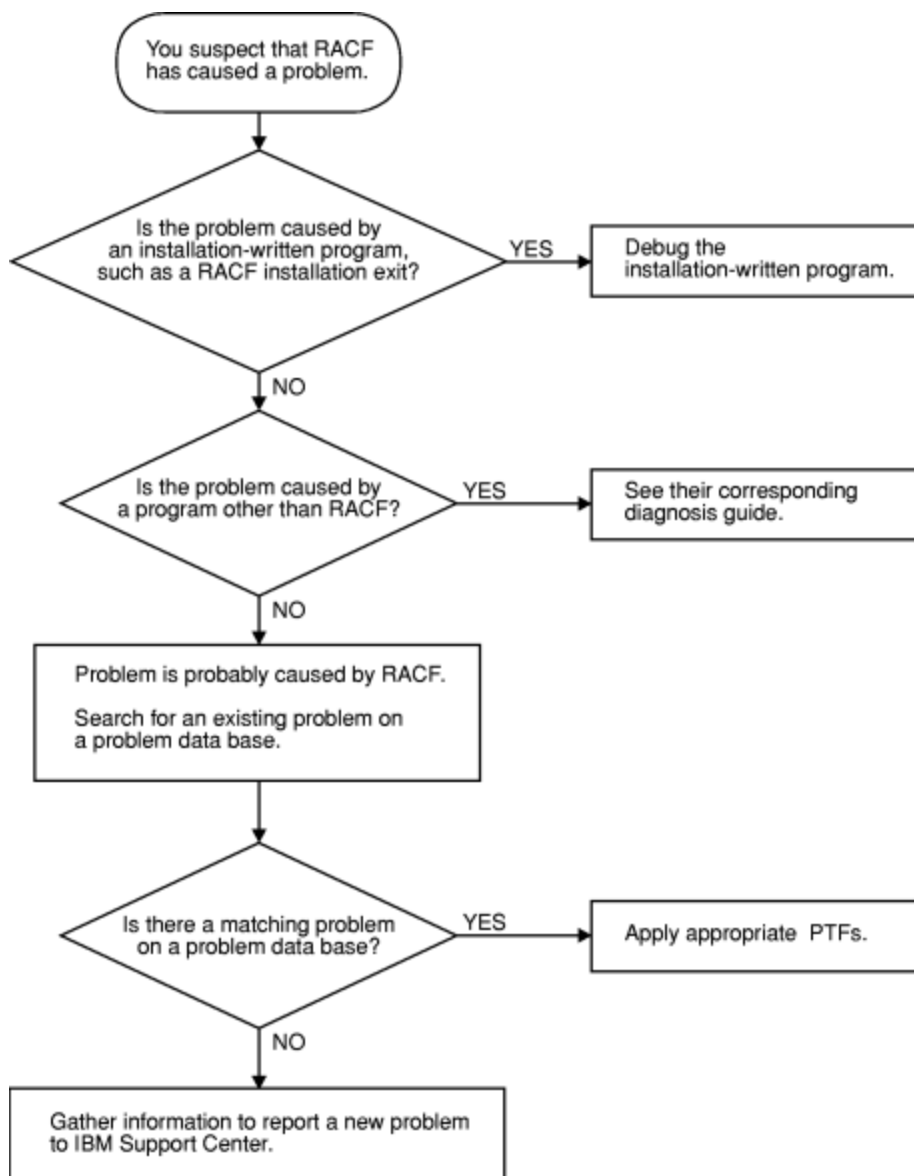 You suspect that RACF
has caused a problem.
Is the problem caused by
an installation-written program,
such as a RACF installation exit?
YES
Debug the
installation-written program.
NO
Is the problem caused by
a program other than RACF?
YES
See their corresponding
diagnosis guide.
NO
Problem is probably caused by RACF.
Search for an existing problem on
a problem data base.
Is there a matching problem
on a problem data base?
YES
Apply appropriate PTFs.
NO
Gather information to report a new problem
to IBM Support Center.